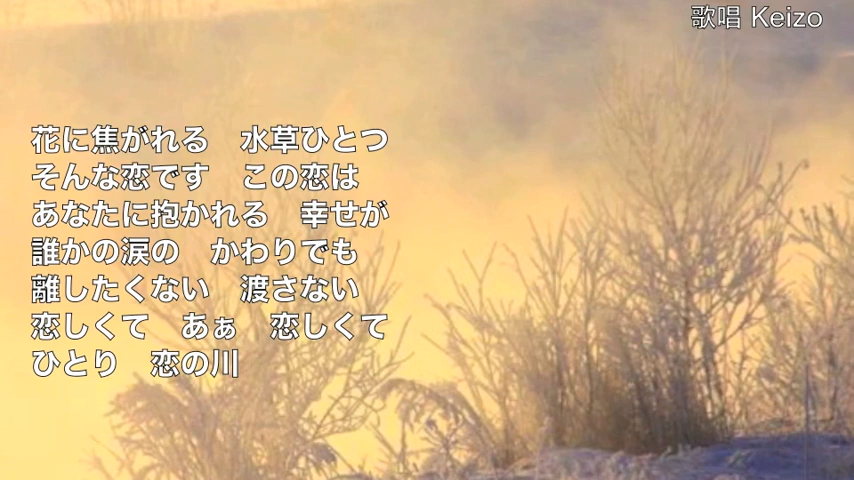 歌唱 Keizo
花に焦がれる　水草ひとつ
そんな恋です　この恋は
あなたに抱かれる　幸せが
誰かの涙の　かわりでも
離したくない　渡さない
恋しくて　あぁ　恋しくて
ひとり　恋の川